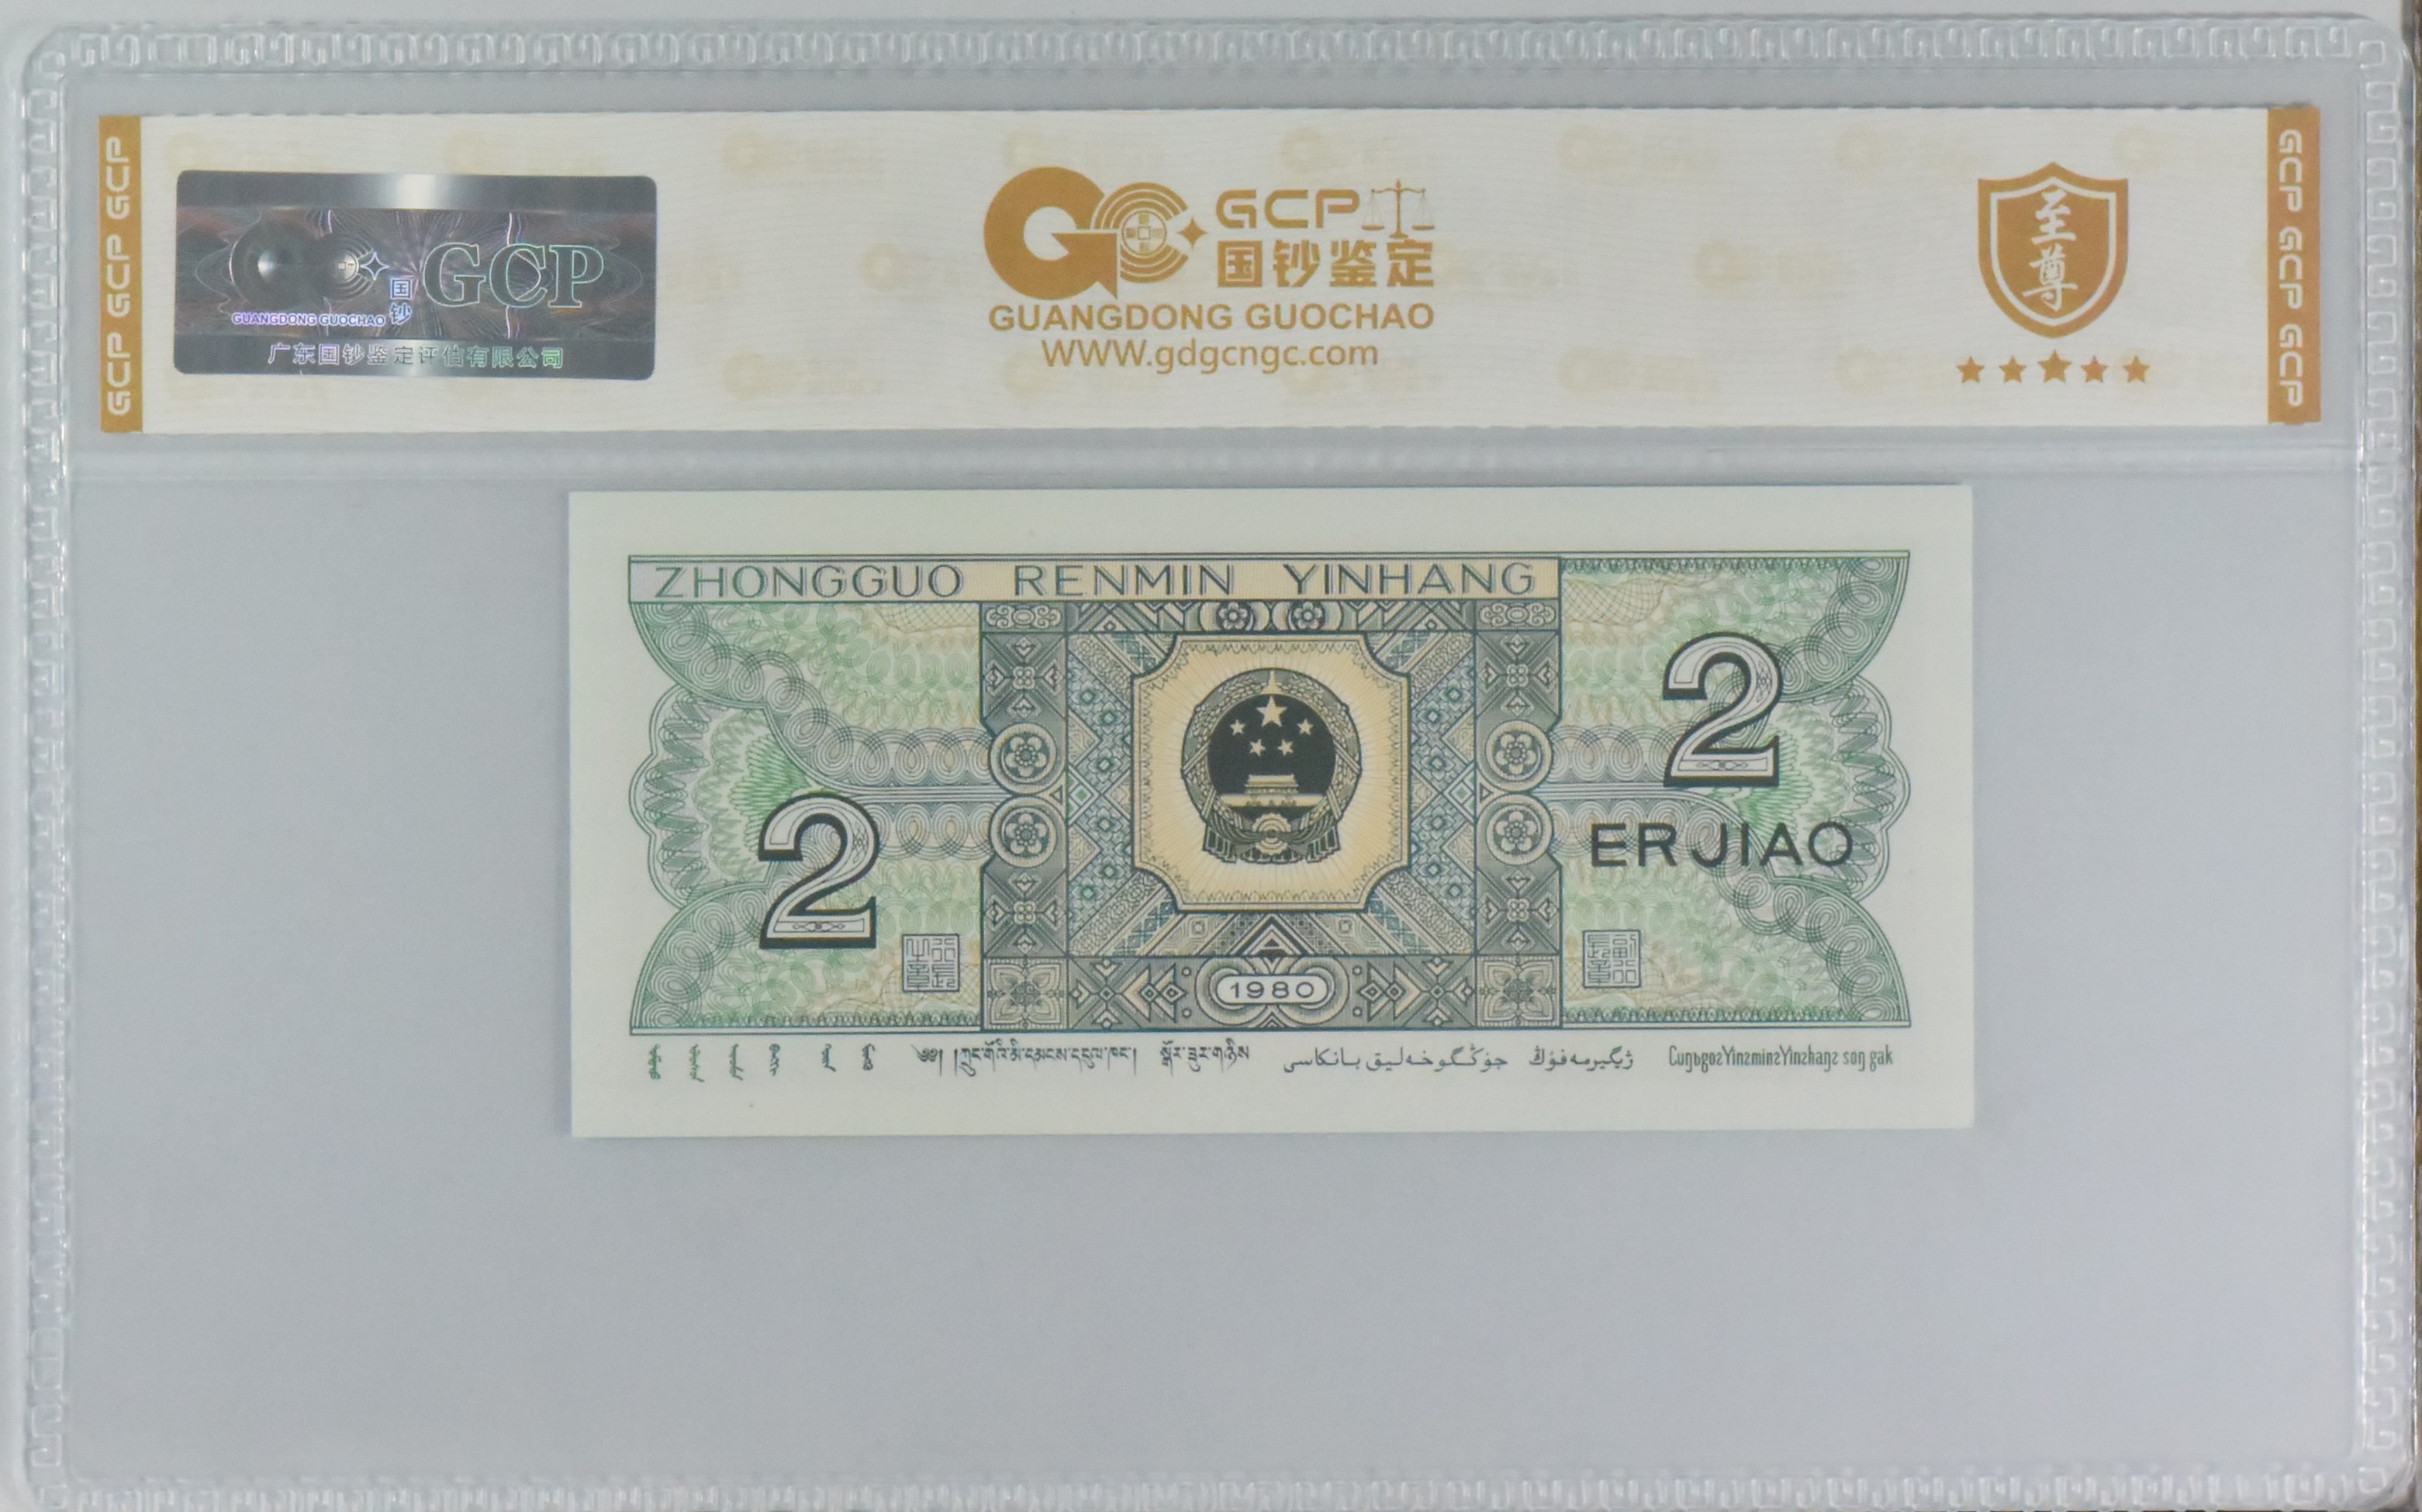 GCP GCP GCP
GCP
国钞
GUANGDONG GUOCHAO
广东国钞鉴定评估有限公司
GCP
国钞鉴定
GUANGDONG GUOCHAO
WWW.gdgcngc.com
至尊
GCP GCP GCP
ZHONGGUO RENMIN YINHANG
2
2
ERJIAO
1980